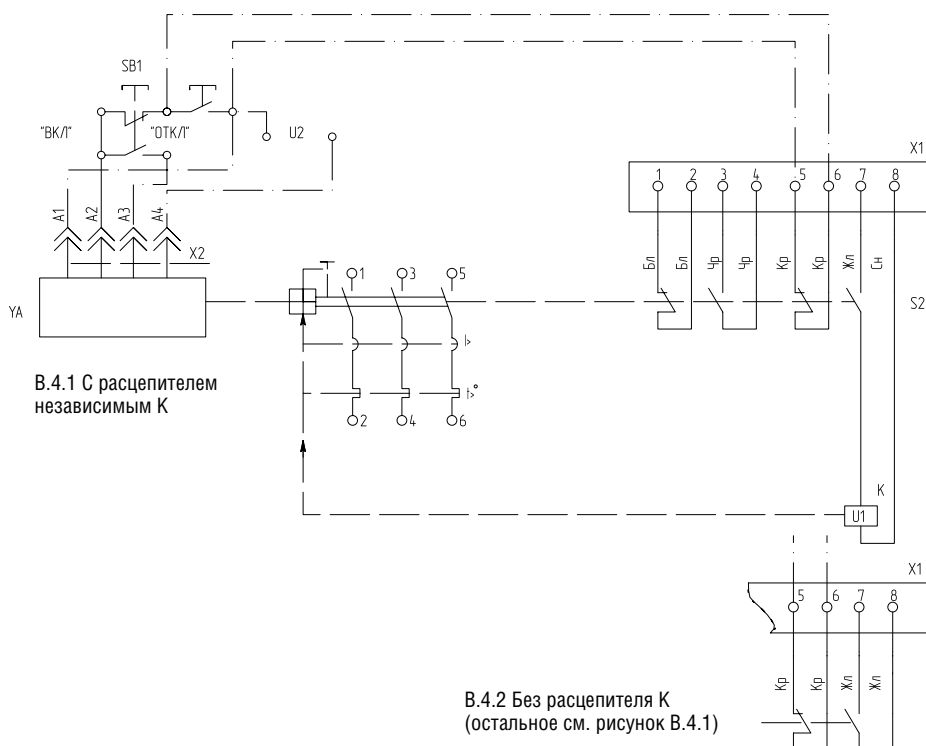 SB1
"ВКЛ"
"ОТКЛ"
U2
A1
A2
A3
A4
X2
YA
В.4.1 С расцепителем
независимым К
1
3
5
I>
t>°
2
4
6
X1
1 2 3 4 5 6 7 8
Бл
Бл
Чр
Чр
Кр
Кр
Жл
Сн
S2
K
U1
X1
5 6 7 8
Кр
Кр
Жл
Жл
В.4.2 Без расцепителя К
(остальное см. рисунок В.4.1)